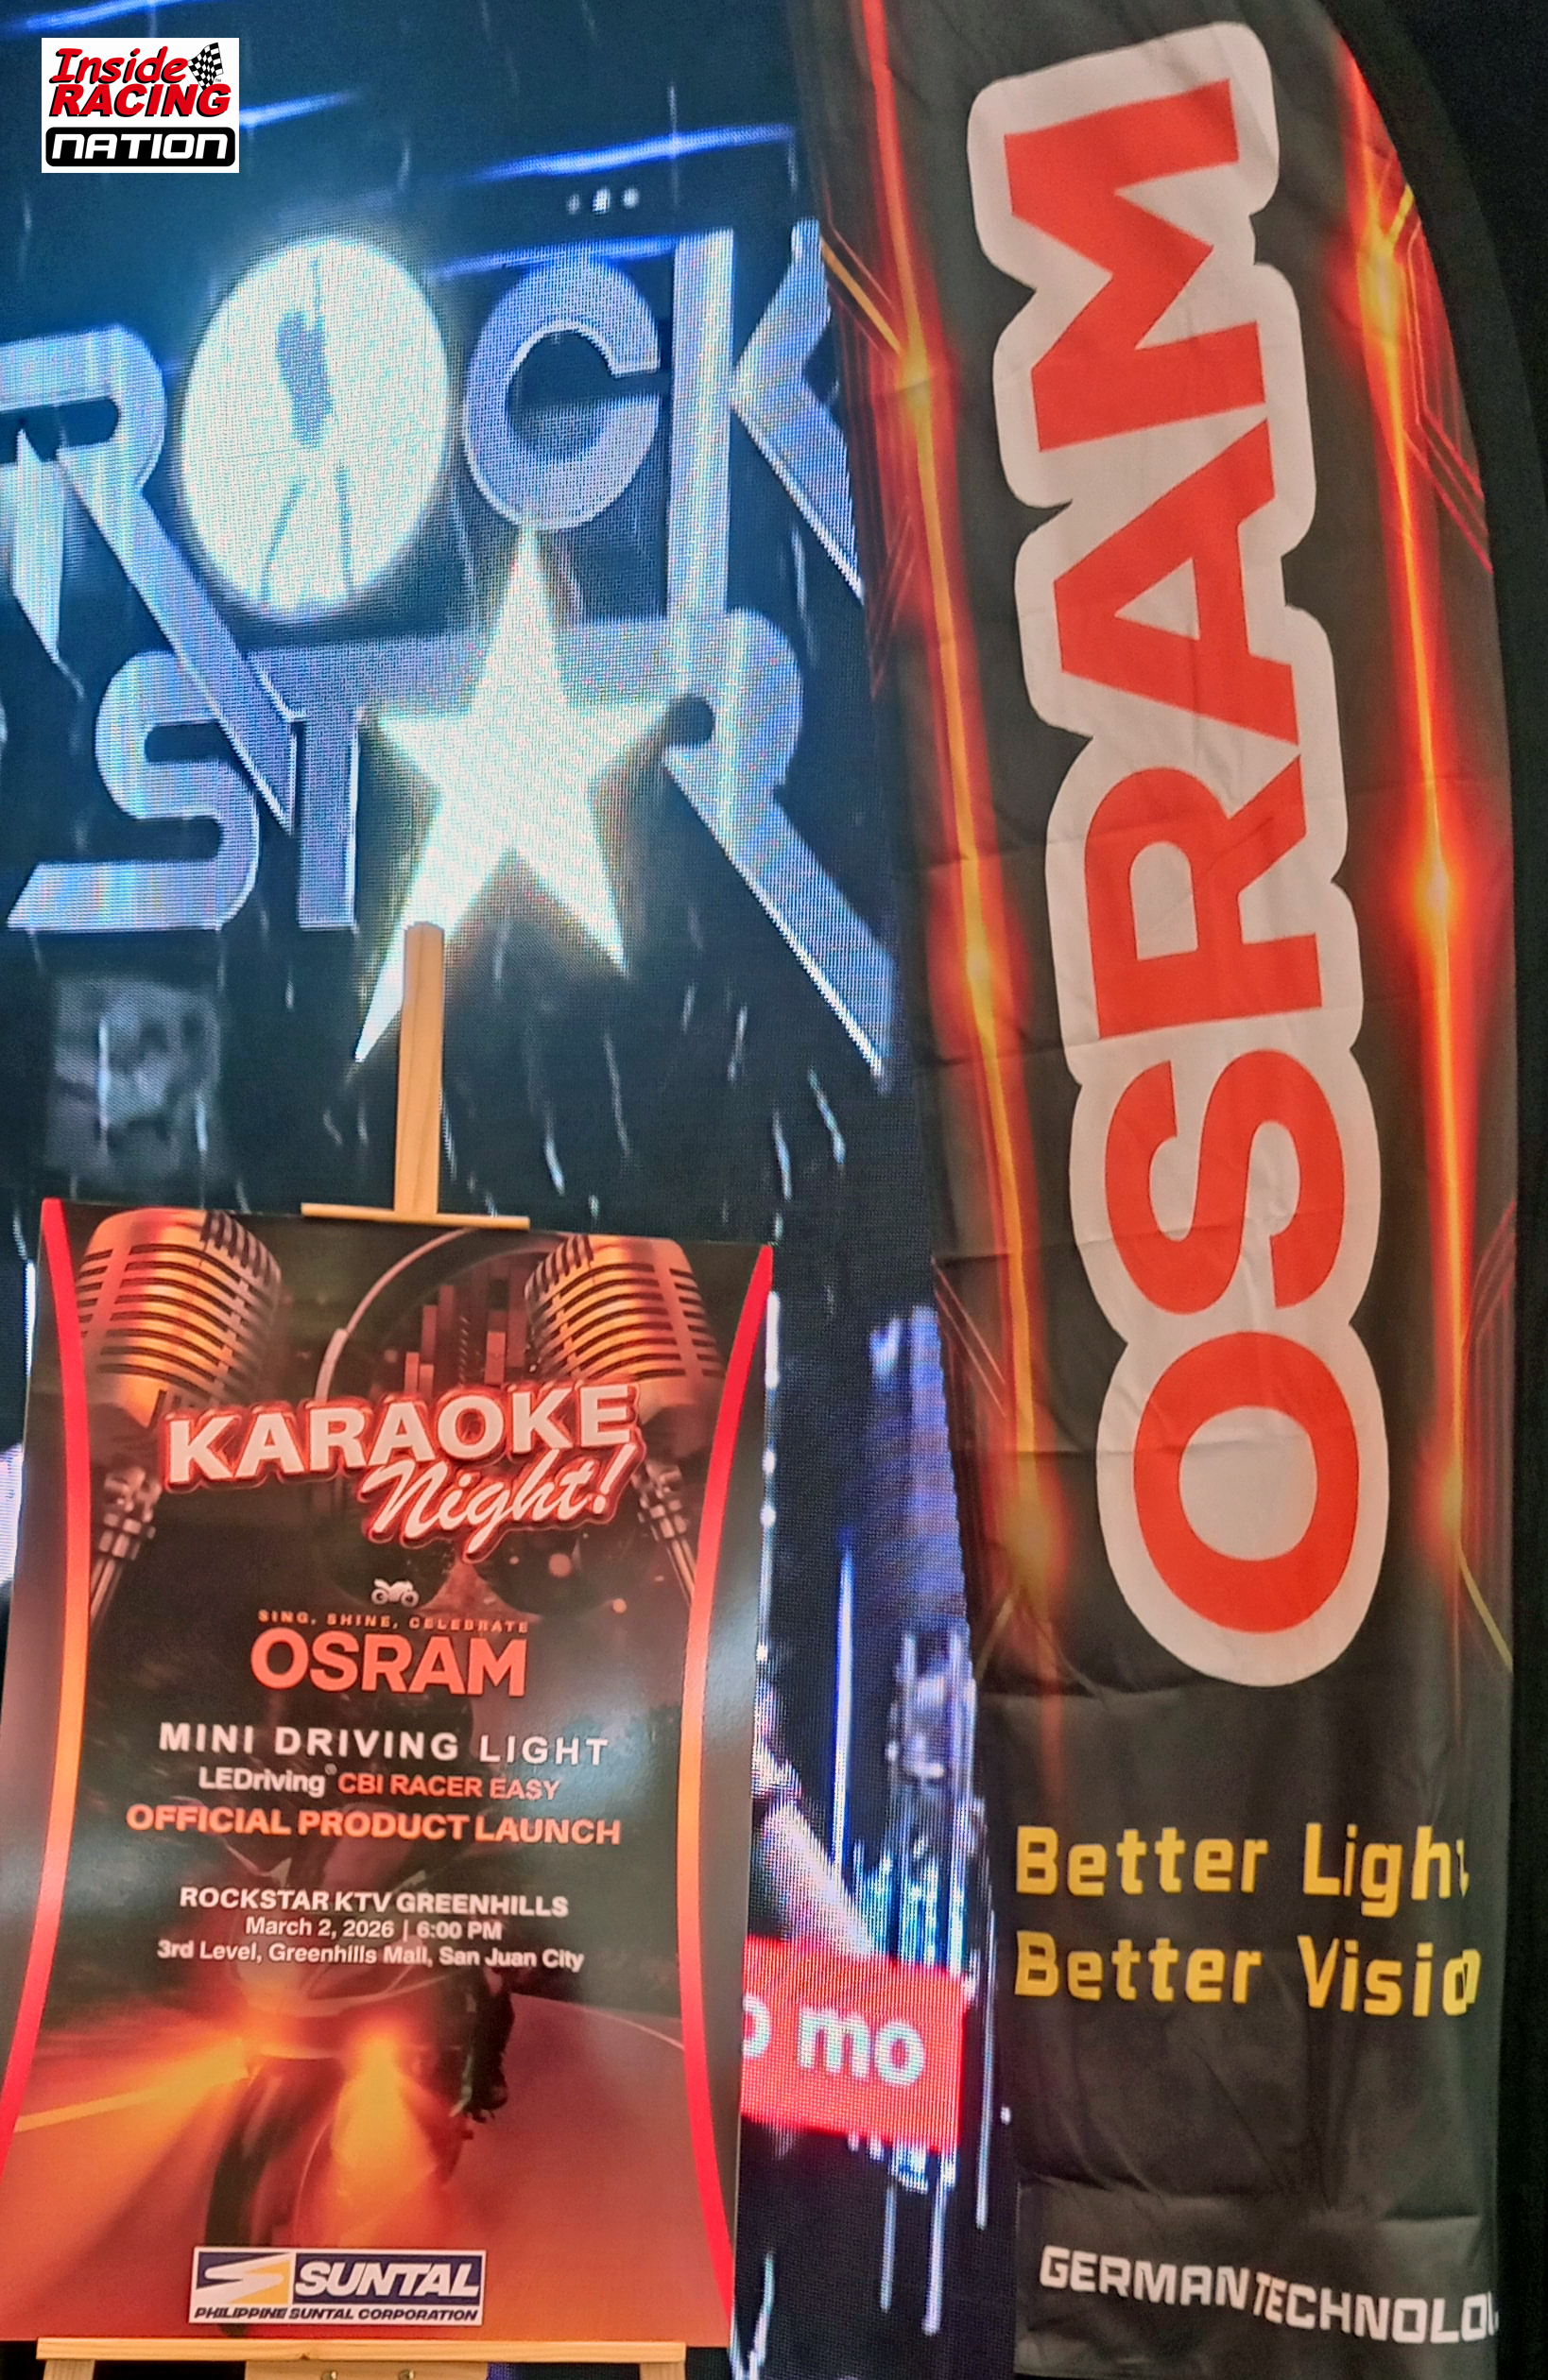 Inside
RACING
NATION
ROCK
STAR
OSRAM
KARAOKE
Night!
SING, SHINE, CELEBRATE
OSRAM
MINI DRIVING LIGHT
LEDriving® CBI RACER EASY
OFFICIAL PRODUCT LAUNCH
ROCKSTAR KTV GREENHILLS
March 2, 2026 | 6:00 PM
3rd Level, Greenhills Mall, San Juan City
SUNTAL
PHILIPPINE SUNTAL CORPORATION
mo
Better Light
Better Visio
GERMAN TECHNOLO